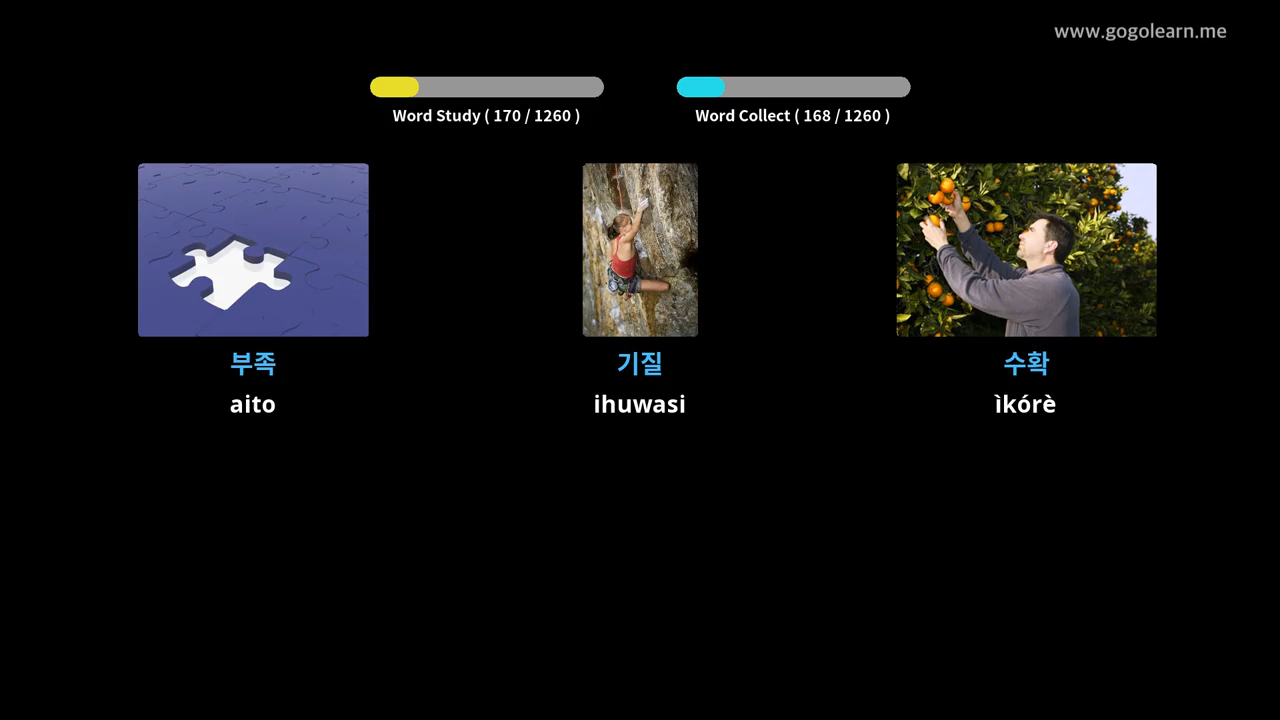 www.gogolearn.me
Word Study ( 170 / 1260 )
Word Collect ( 168 / 1260 )
부족
기질
수확
aito
ihuwasi
ìkórè